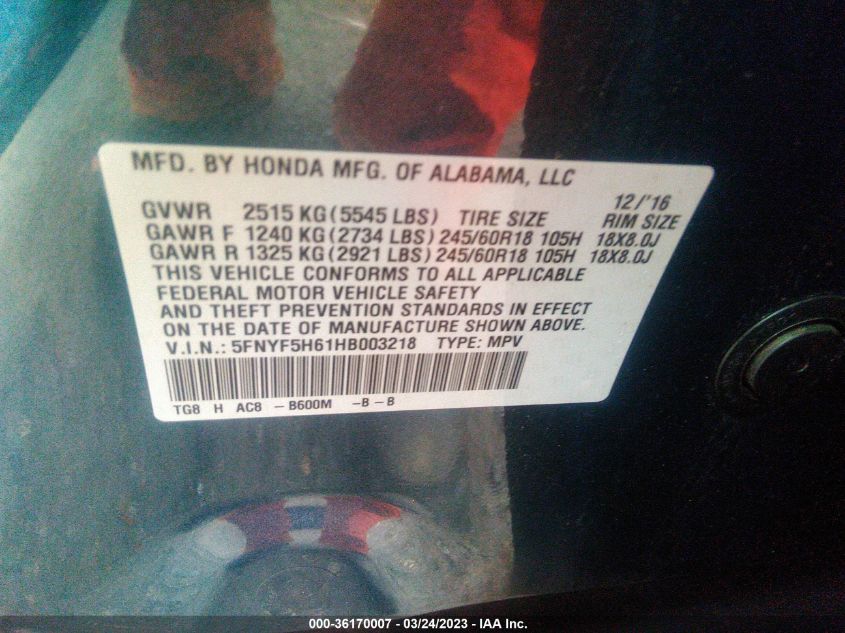 MFD. BY HONDA MFG. OF ALABAMA, LLC
12/'16
GVWR 2515 KG (5545 LBS) TIRE SIZE RIM SIZE
GAWR F 1240 KG (2734 LBS) 245/60R18 105H 18X8.0J
GAWR R 1325 KG (2921 LBS) 245/60R18 105H 18X8.0J
THIS VEHICLE CONFORMS TO ALL APPLICABLE
FEDERAL MOTOR VEHICLE SAFETY
AND THEFT PREVENTION STANDARDS IN EFFECT
ON THE DATE OF MANUFACTURE SHOWN ABOVE.
V.I.N.: 5FNYF5H61HB003218 TYPE: MPV
TG8 H AC8 – B600M –B – B
000-36170007 - 03/24/2023 - IAA Inc.